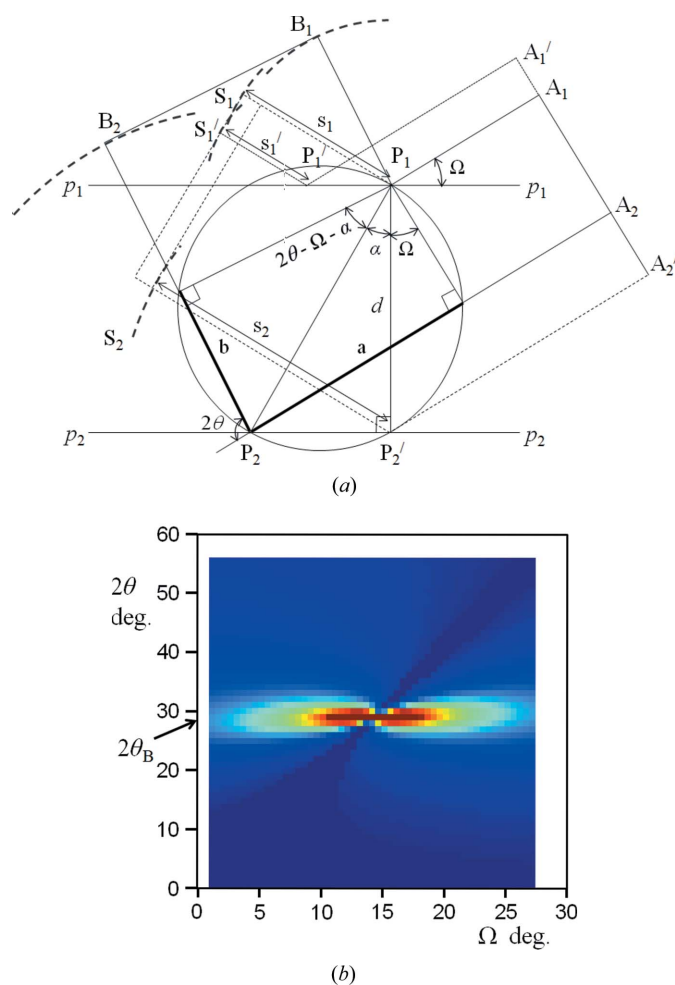 A₁′
B₁
A₁
S₁
s₁
B₂
S₁′
s₁′
P₁′
P₁
Ω
p₁
p₁
A₂
2θ - Ω - α
α
Ω
A₂′
d
S₂
s₂
b
a
2θ
p₂
p₂
P₂
P₂′
(a)
60
2θ
deg.
50
40
30
2θB
20
10
0
0 5 10 15 20 25 30
Ω deg.
(b)